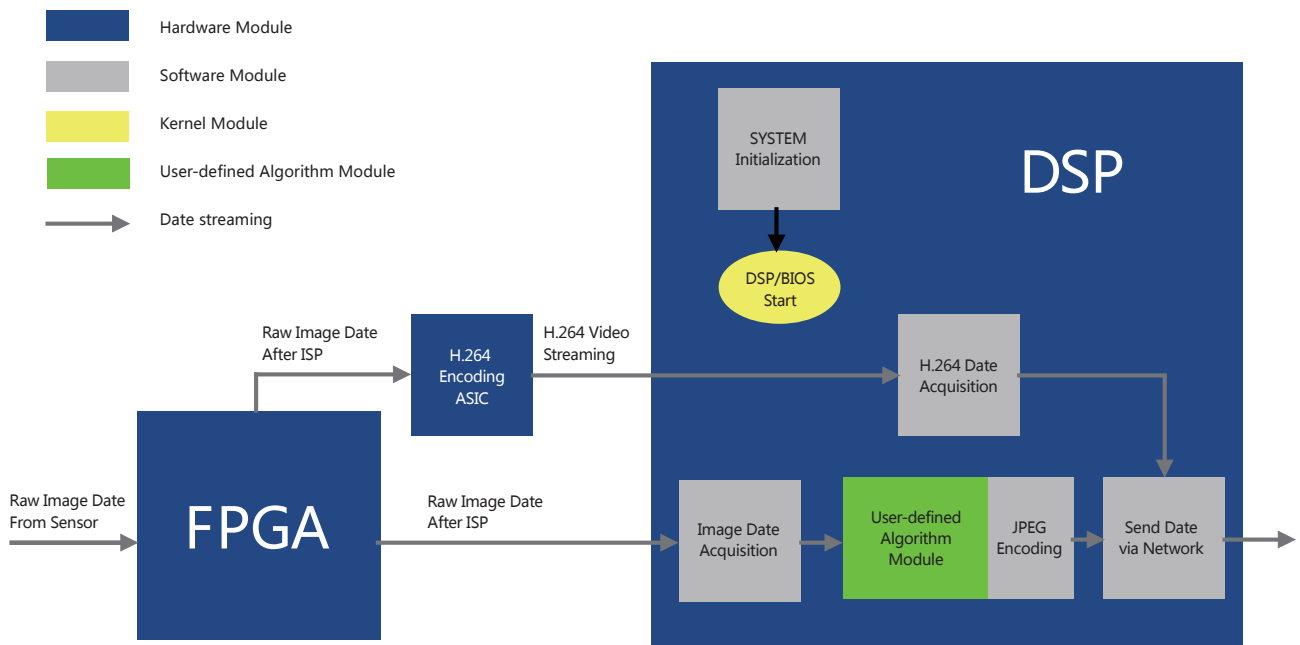 Hardware Module
Software Module
Kernel Module
User-defined Algorithm Module
Date streaming
SYSTEM
Initialization
DSP
DSP/BIOS
Start
Raw Image Date
After ISP
H.264
Encoding
ASIC
H.264 Video
Streaming
H.264 Date
Acquisition
Raw Image Date
From Sensor
FPGA
Raw Image Date
After ISP
Image Date
Acquisition
User-defined
Algorithm
Module
JPEG
Encoding
Send Date
via Network